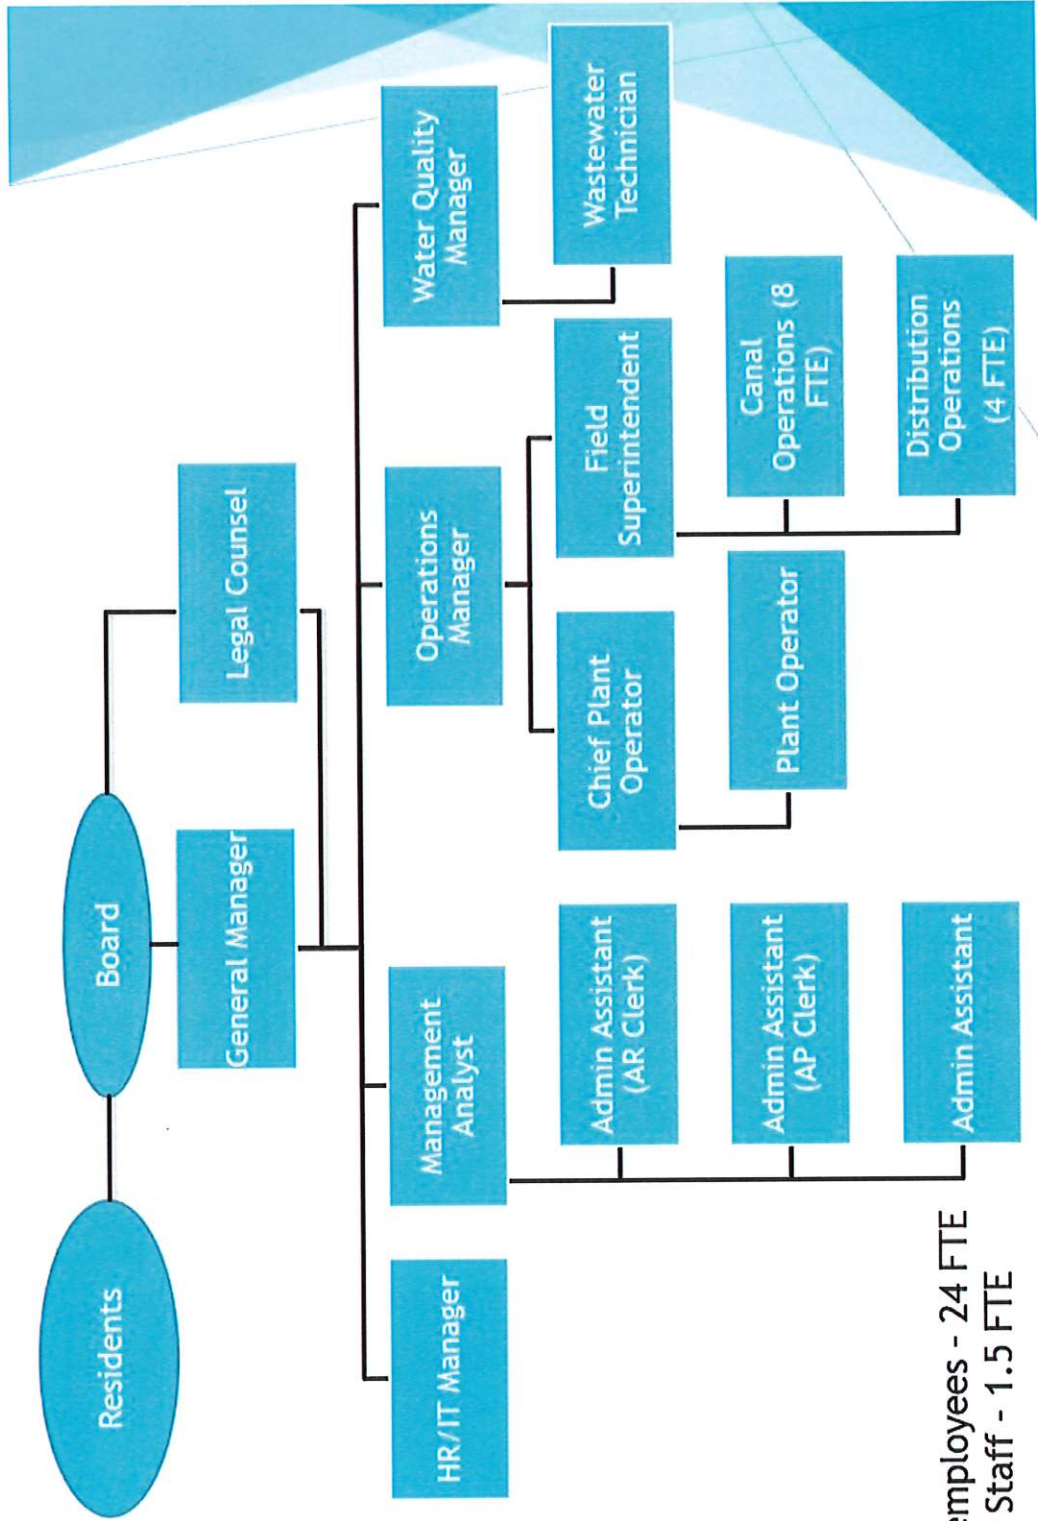 Residents
Board
General Manager
Legal Counsel
HR/IT Manager
Management
Analyst
Operations
Manager
Water Quality
Manager
Admin Assistant
(AR Clerk)
Admin Assistant
(AP Clerk)
Admin Assistant
Chief Plant
Operator
Plant Operator
Field
Superintendent
Canal
Operations (8
FTE)
Distribution
Operations
(4 FTE)
Wastewater
Technician
employees - 24 FTE
Staff - 1.5 FTE